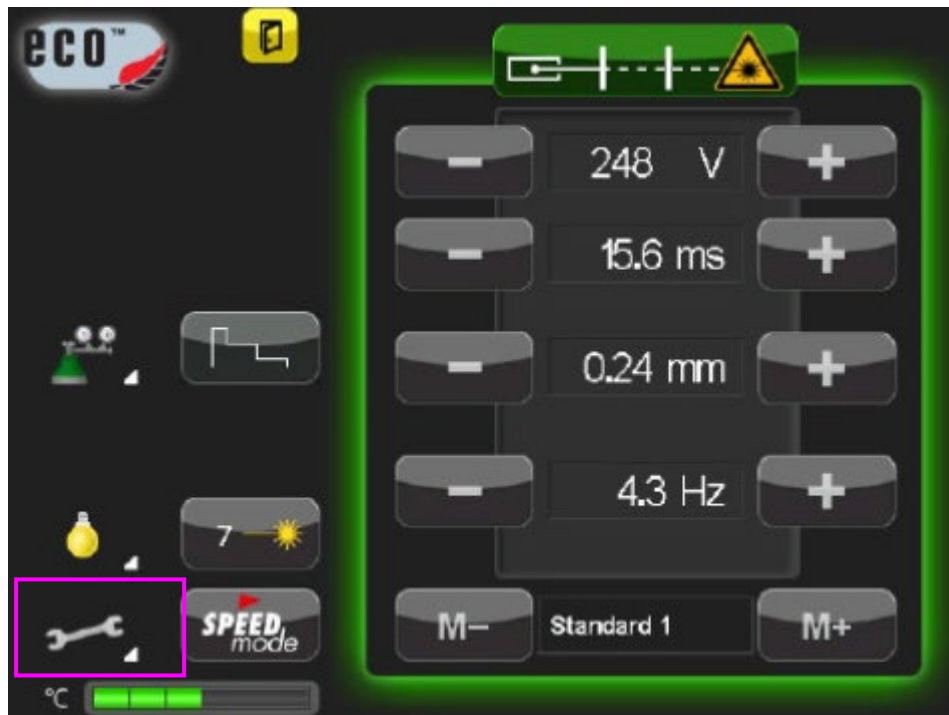 eco™
248 V
15.6 ms
0.24 mm
4.3 Hz
7
SPEED
mode
M− Standard 1 M+
°C